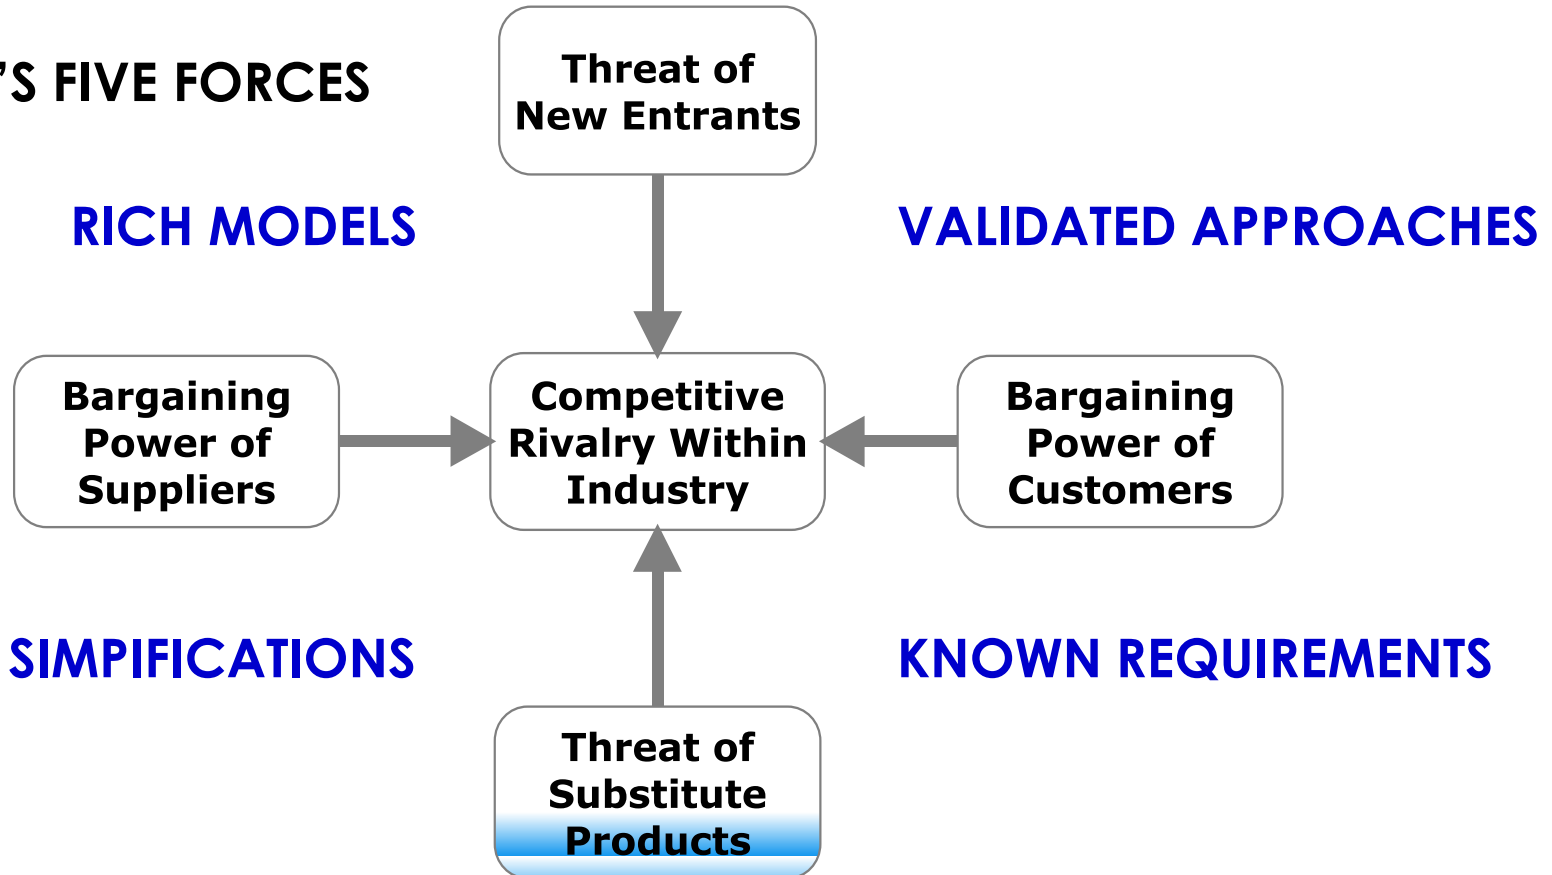 'S FIVE FORCES
Threat of
New Entrants
RICH MODELS
VALIDATED APPROACHES
Bargaining
Power of
Suppliers
Competitive
Rivalry Within
Industry
Bargaining
Power of
Customers
SIMPIFICATIONS
KNOWN REQUIREMENTS
Threat of
Substitute
Products